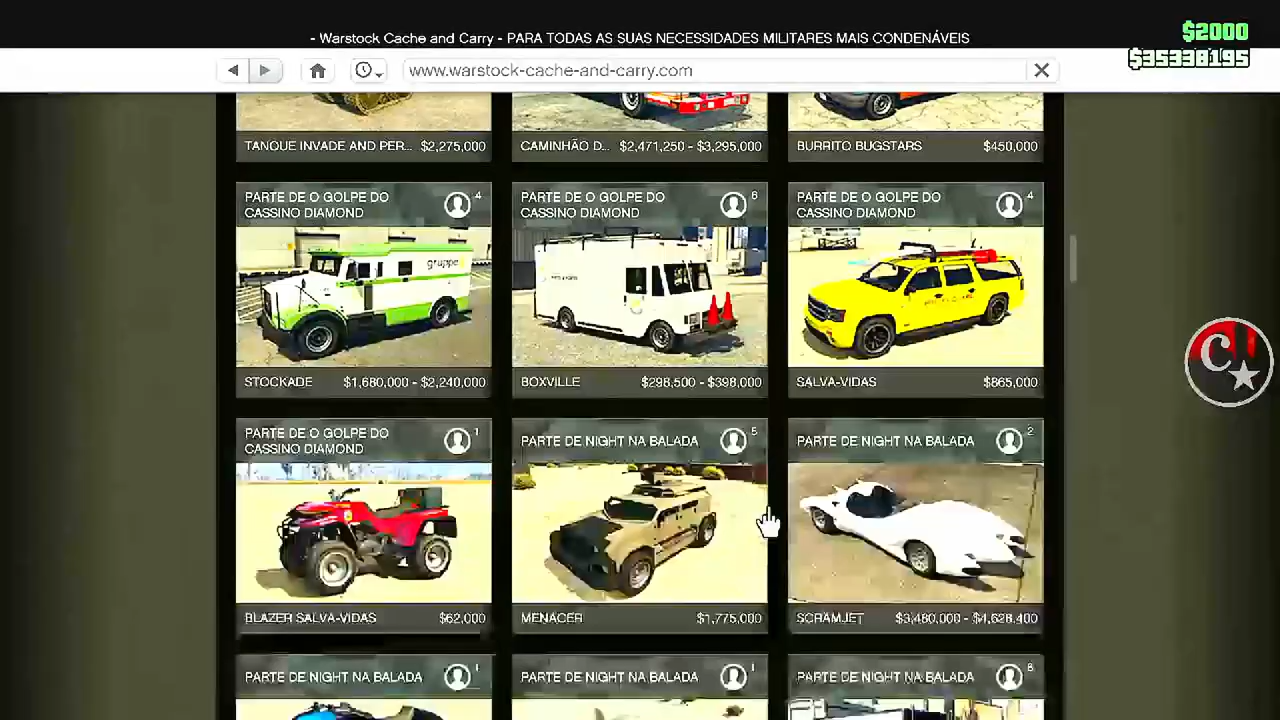 - Warstock Cache and Carry - PARA TODAS AS SUAS NECESSIDADES MILITARES MAIS CONDENÁVEIS
$2000
$35338195
www.warstock-cache-and-carry.com
TANQUE INVADE AND PER... $2,275,000
CAMINHÃO D... $2,471,250 - $3,295,000
BURRITO BUGSTARS $450,000
PARTE DE O GOLPE DO
CASSINO DIAMOND
4
PARTE DE O GOLPE DO
CASSINO DIAMOND
6
PARTE DE O GOLPE DO
CASSINO DIAMOND
4
gruppe
STOCKADE $1,680,000 - $2,240,000
BOXVILLE $298,500 - $398,000
SALVA-VIDAS $865,000
PARTE DE O GOLPE DO
CASSINO DIAMOND
1
PARTE DE NIGHT NA BALADA 5
PARTE DE NIGHT NA BALADA 2
BLAZER SALVA-VIDAS $62,000
MENACER $1,775,000
SCRAMJET $3,480,000 - $4,628,400
PARTE DE NIGHT NA BALADA 1
PARTE DE NIGHT NA BALADA 1
PARTE DE NIGHT NA BALADA 8